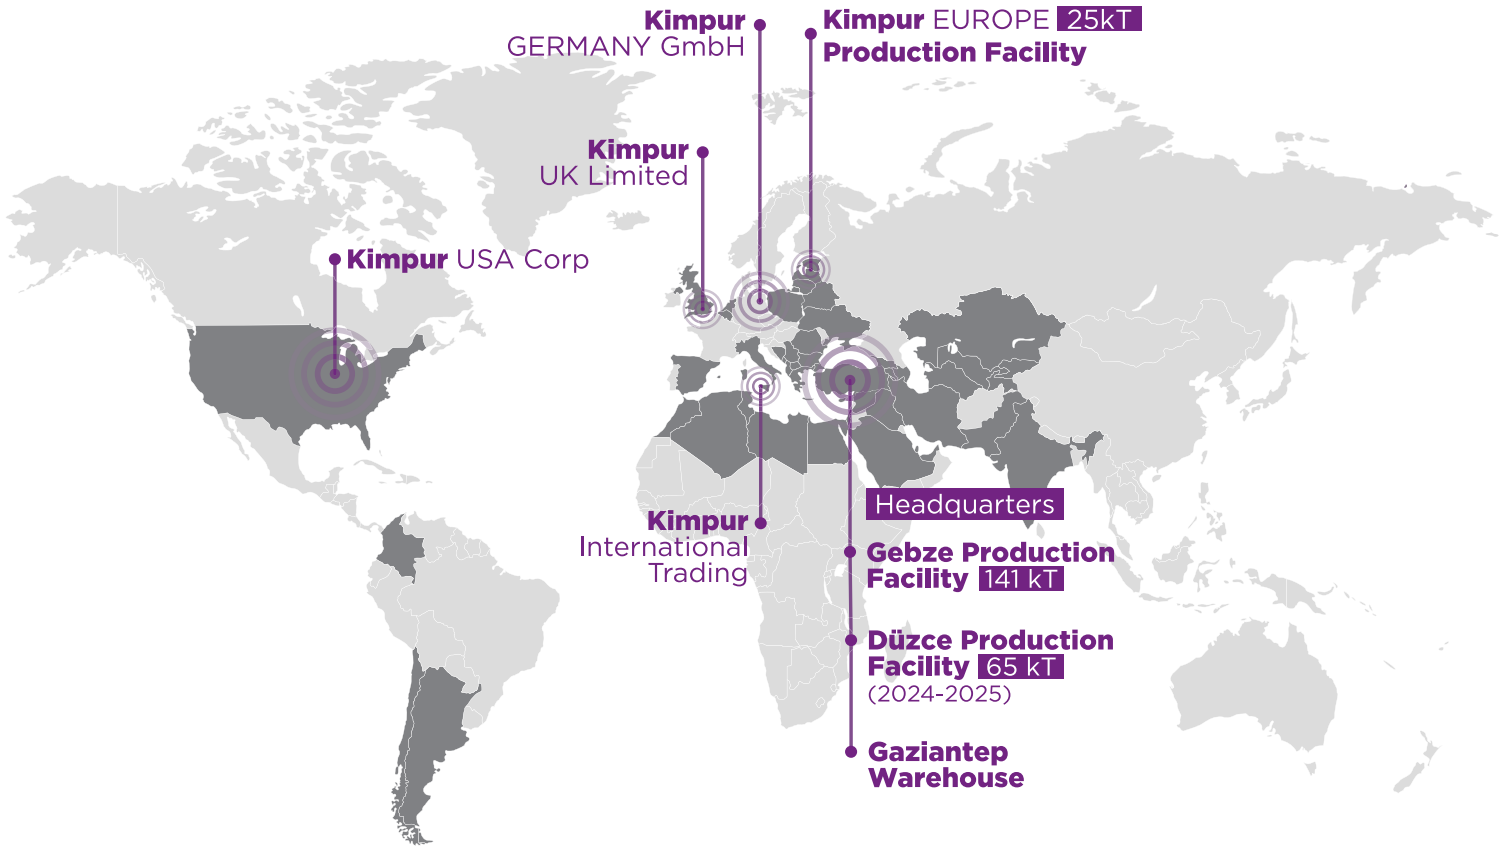 Kimpur
GERMANY GmbH
Kimpur EUROPE 25kT
Production Facility
Kimpur
UK Limited
Kimpur USA Corp
Kimpur
International
Trading
Headquarters
Gebze Production
Facility 141 kT
Düzce Production
Facility 65 kT
(2024-2025)
Gaziantep
Warehouse